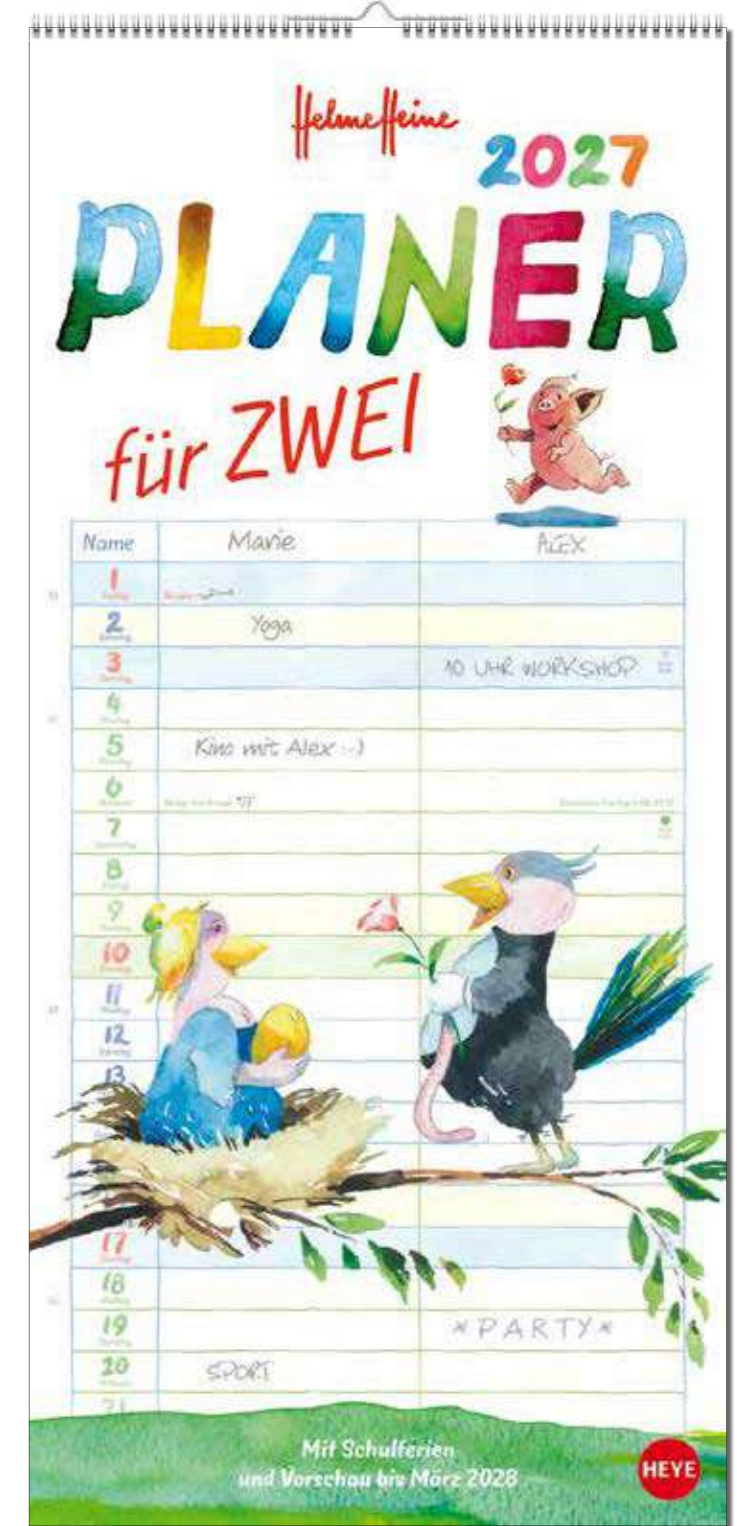 Helme Heine
2027
PLANER
für ZWEI
Name Marie ALEX
1
2 Yoga
3 10 UHR WORKSHOP
4
5 Kino mit Alex :-)
6
7
8
9
10
11
12
13
17
18
19 *PARTY*
20 SPORT
21
Mit Schulferien
und Vorschau bis März 2028
HEYE